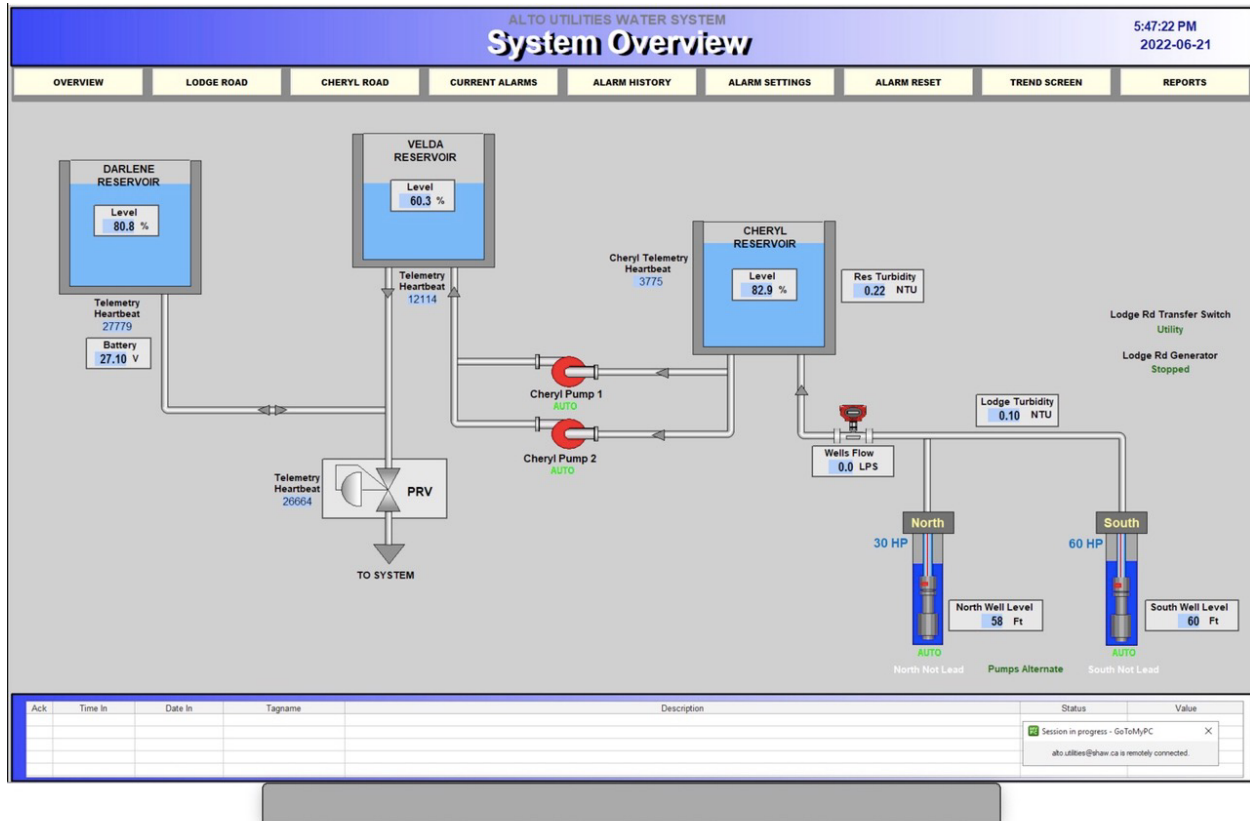 ALTO UTILITIES WATER SYSTEM
System Overview
5:47:22 PM
2022-06-21
OVERVIEW
LODGE ROAD
CHERYL ROAD
CURRENT ALARMS
ALARM HISTORY
ALARM SETTINGS
ALARM RESET
TREND SCREEN
REPORTS
DARLENE
RESERVOIR
Level
80.8 %
Telemetry
Heartbeat
27779
Battery
27.10 V
VELDA
RESERVOIR
Level
60.3 %
Telemetry
Heartbeat
12114
CHERYL
RESERVOIR
Level
82.9 %
Cheryl Telemetry
Heartbeat
3775
Res Turbidity
0.22 NTU
Lodge Rd Transfer Switch
Utility
Lodge Rd Generator
Stopped
Cheryl Pump 1
AUTO
Cheryl Pump 2
AUTO
Lodge Turbidity
0.10 NTU
Wells Flow
0.0 LPS
Telemetry
Heartbeat
26664
PRV
TO SYSTEM
North
30 HP
North Well Level
58 Ft
AUTO
North Not Lead
Pumps Alternate
South
60 HP
South Well Level
60 Ft
AUTO
South Not Lead
Ack Time In Date In Tagname Description Status Value
Session in progress - GoToMyPC
alto.utilities@shaw.ca is remotely connected.